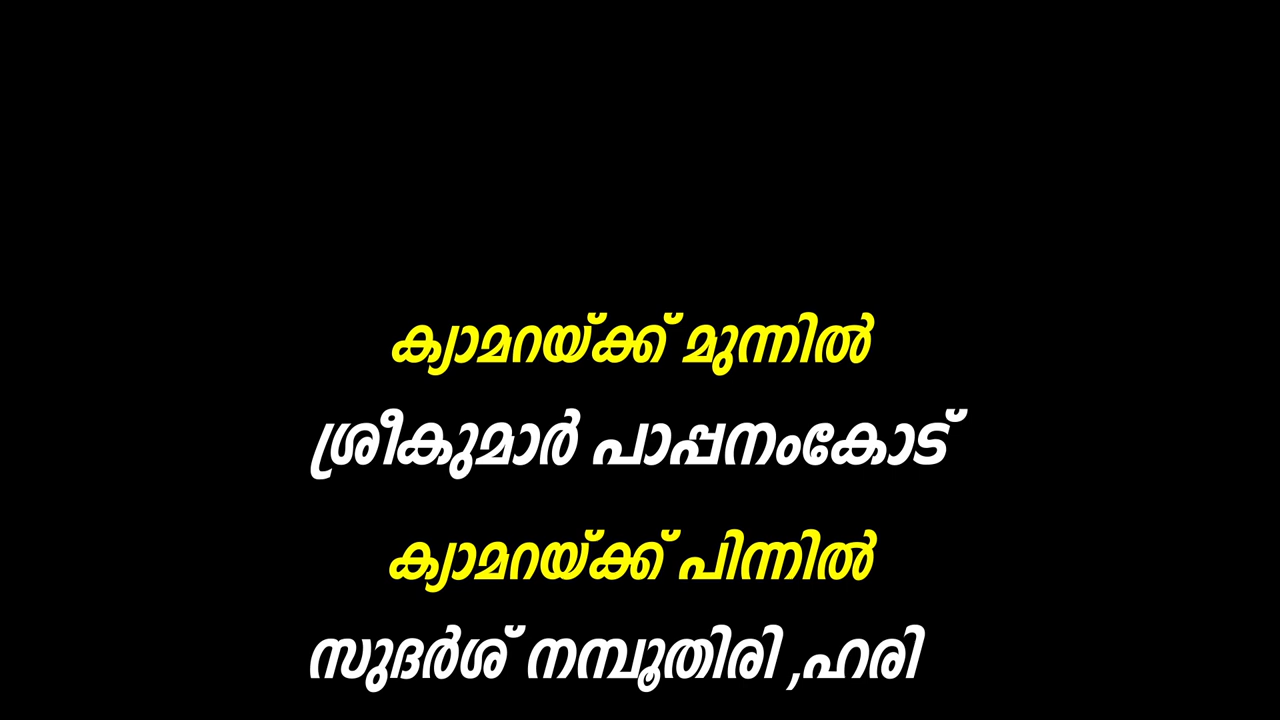 ക്യാമറയ്ക്ക് മുന്നിൽ
ശ്രീകുമാർ പാപ്പനംകോട്
ക്യാമറയ്ക്ക് പിന്നിൽ
സുദർശ് നമ്പൂതിരി ,ഹരി